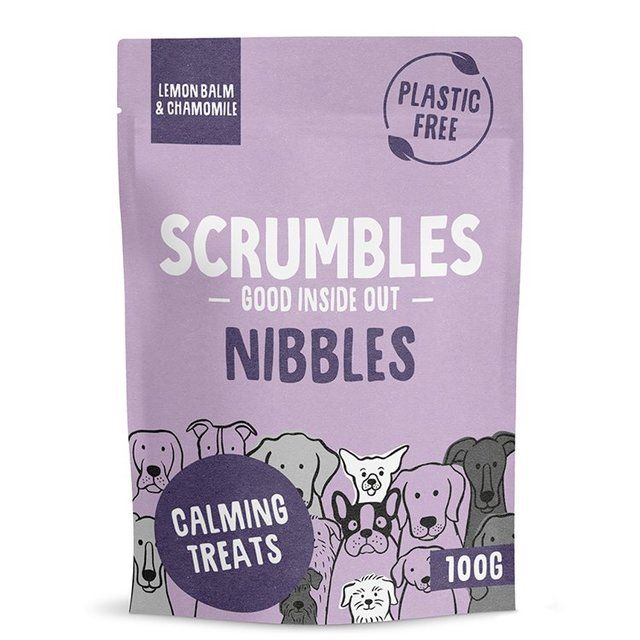 LEMON BALM
& CHAMOMILE
PLASTIC
FREE
SCRUMBLES
GOOD INSIDE OUT
NIBBLES
CALMING
TREATS
100G